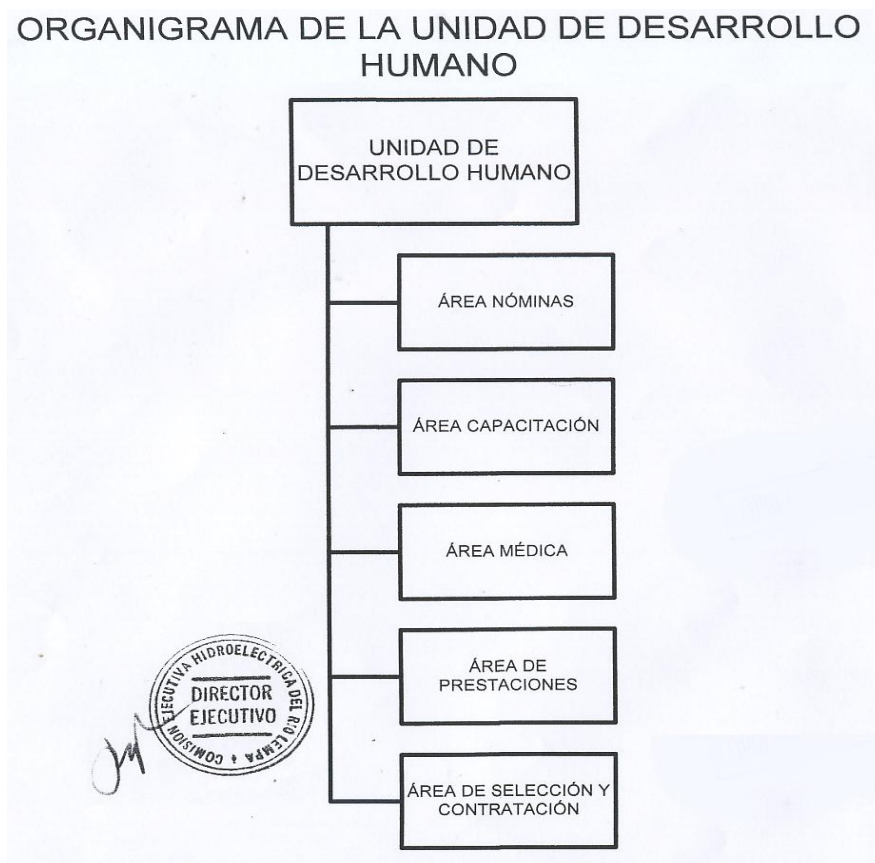 ORGANIGRAMA DE LA UNIDAD DE DESARROLLO
HUMANO
UNIDAD DE
DESARROLLO HUMANO
ÁREA NÓMINAS
ÁREA CAPACITACIÓN
ÁREA MÉDICA
ÁREA DE
PRESTACIONES
COMISION EJECUTIVA HIDROELECTRICA DEL RIO LEMPA
DIRECTOR
EJECUTIVO
ÁREA DE SELECCIÓN Y
CONTRATACIÓN